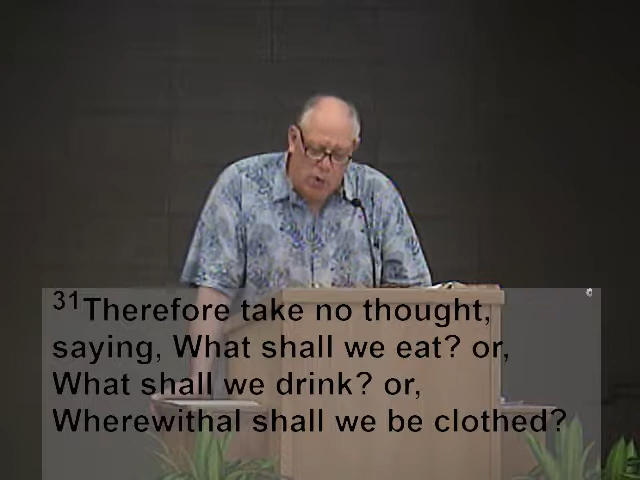 31Therefore take no thought,
saying, What shall we eat? or,
What shall we drink? or,
Wherewithal shall we be clothed?